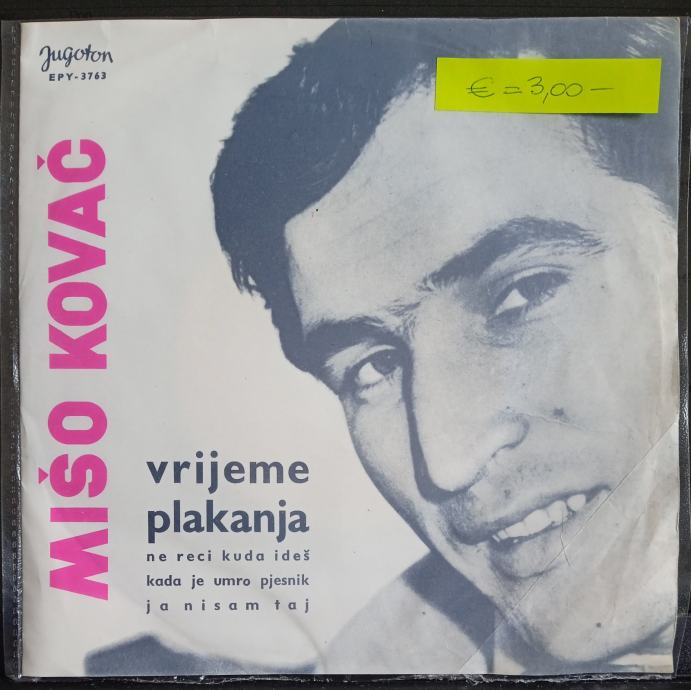 Jugoton
EPY-3763
€ = 3,00 —
MIŠO KOVAČ
vrijeme
plakanja
ne reci kuda ideš
kada je umro pjesnik
ja nisam taj